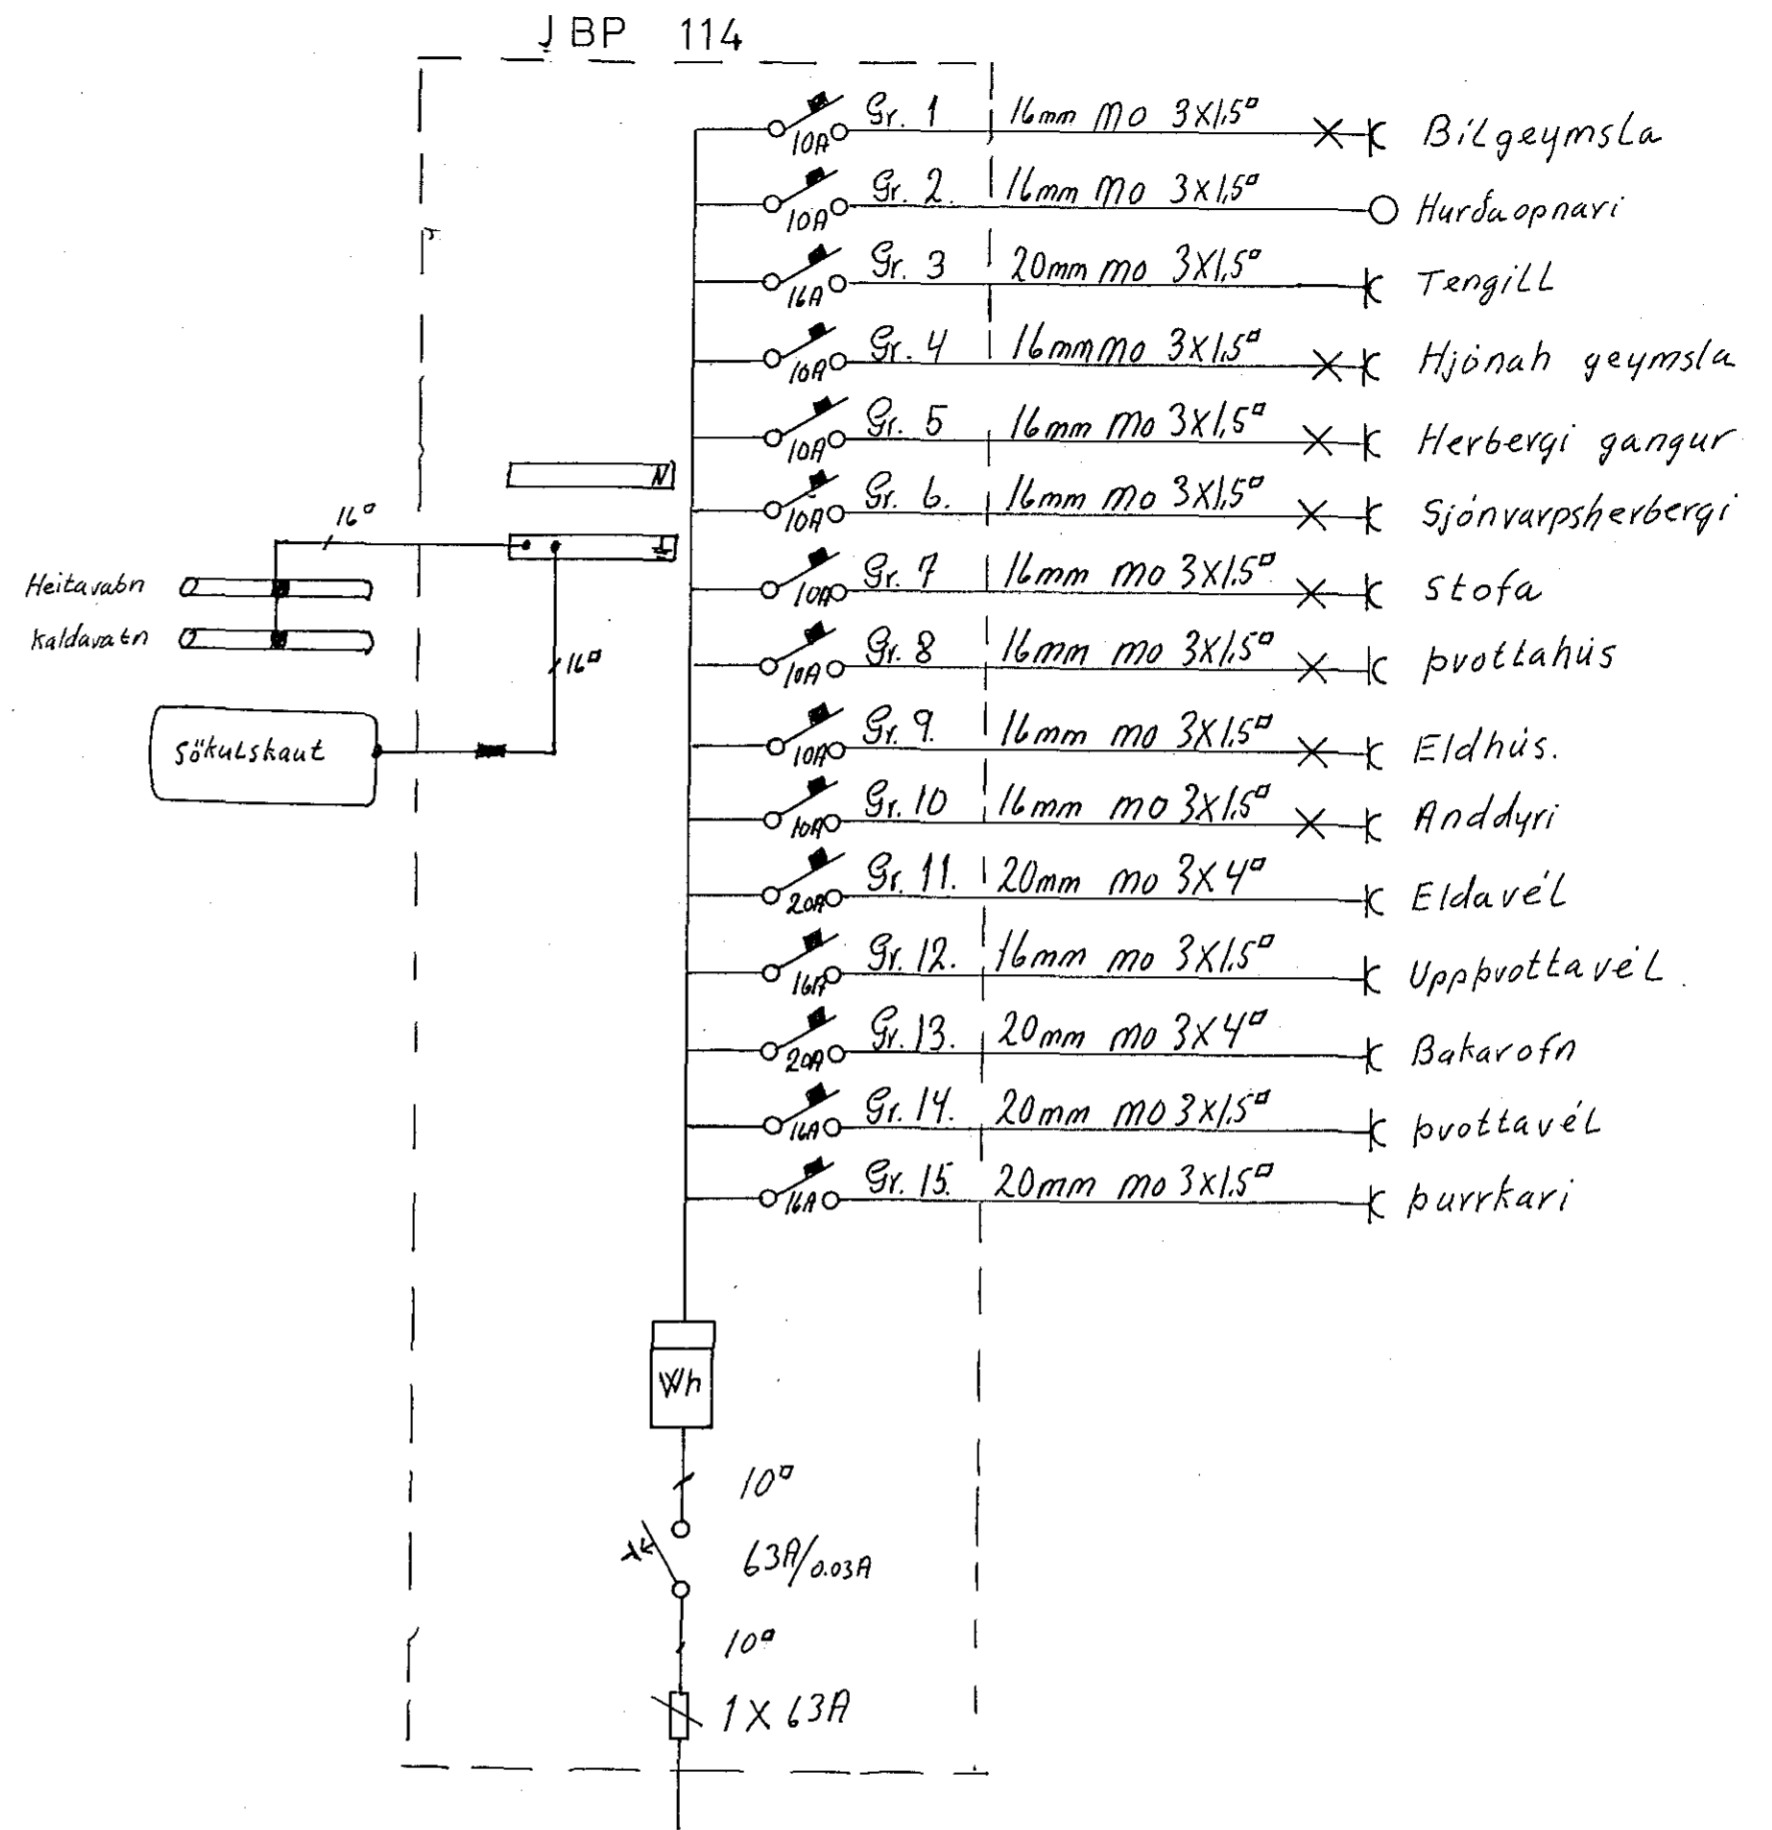 JBP 114
Gr. 1 16mm mo 3X1,5▫ Bílgeymsla
10A
Gr. 2. 16mm mo 3X1,5▫ Hurðaopnari
10A
Gr. 3 20mm mo 3X1,5▫ Tengill
16A
Gr. 4 16mm mo 3X1,5▫ Hjónah geymsla
10A
Gr. 5 16mm mo 3X1,5▫ Herbergi gangur
10A
N
Gr. 6. 16mm mo 3X1,5▫ Sjónvarpsherbergi
10A
16▫
Gr. 7 16mm mo 3X1,5▫ Stofa
10A
Heitavabn
Kaldavatn
Gr. 8 16mm mo 3X1,5▫ Þvottahús
10A
16▫
Gr. 9. 16mm mo 3X1,5▫ Eldhús.
10A
Sökulskaut
Gr. 10 16mm mo 3X1,5▫ Anddyri
10A
Gr. 11. 20mm mo 3X4▫ Eldavél
20A
Gr. 12. 16mm mo 3X1,5▫ Uppþvottavél
16A
Gr. 13. 20mm mo 3X4▫ Bakarofn
20A
Gr. 14. 20mm mo 3X1,5▫ Þvottavél
16A
Gr. 15. 20mm mo 3X1,5▫ Þurrkari
16A
Wh
10▫
63A/0.03A
10▫
1X63A